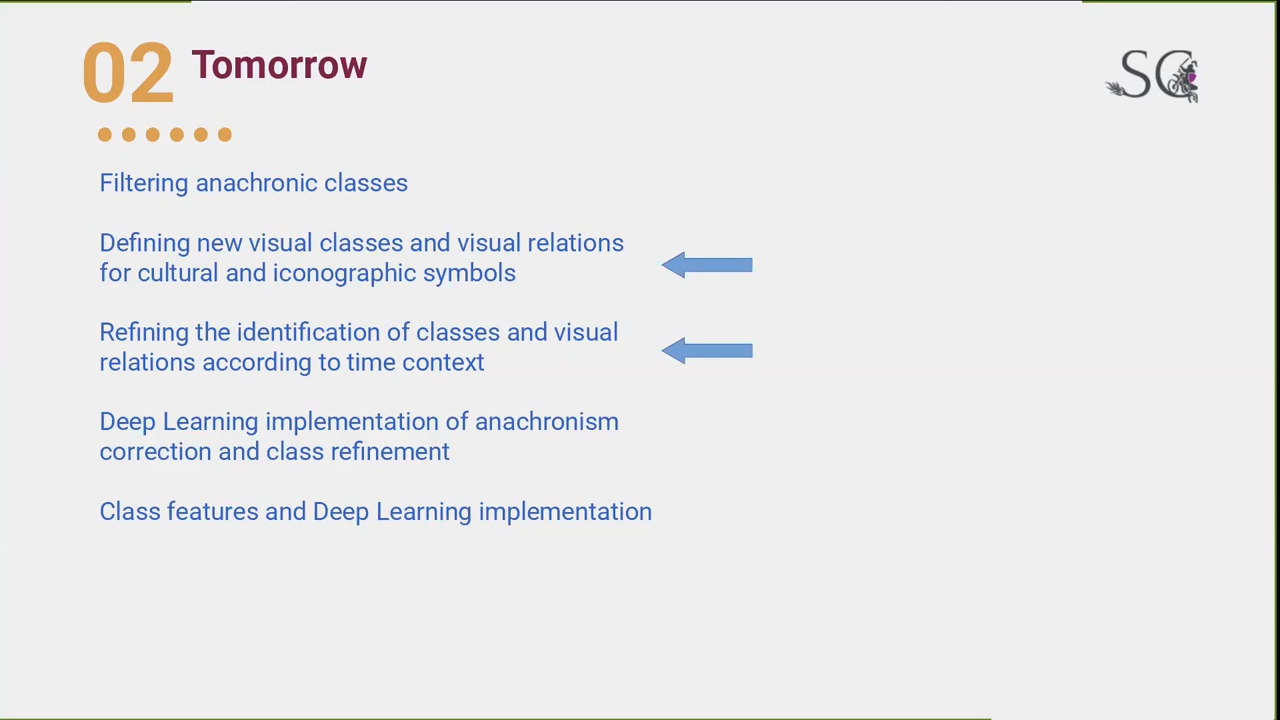 02 Tomorrow
SG
Filtering anachronic classes
Defining new visual classes and visual relations
for cultural and iconographic symbols
Refining the identification of classes and visual
relations according to time context
Deep Learning implementation of anachronism
correction and class refinement
Class features and Deep Learning implementation